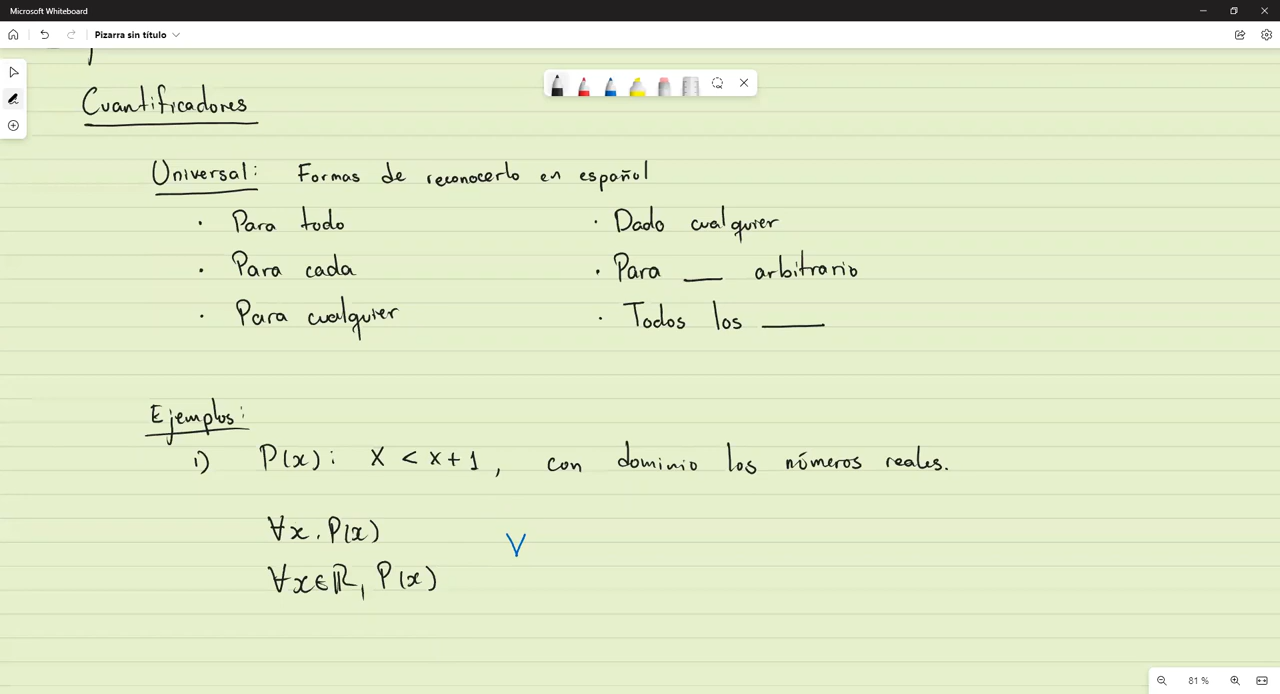 Microsoft Whiteboard
Pizarra sin título
Cuantificadores
Universal: Formas de reconocerlo en español
· Para todo
· Dado cualquier
· Para cada
· Para ___ arbitrario
· Para cualquier
· Todos los ____
Ejemplos:
1) P(x): x < x+1, con dominio los números reales.
∀x. P(x)
V
∀x∈ℝ, P(x)
81 %